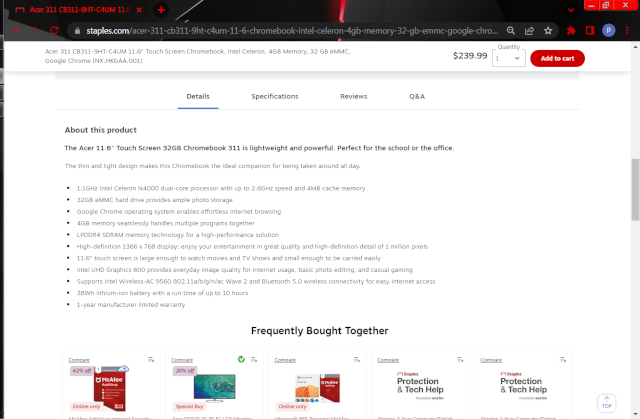 Acer 311 CB311-9HT-C4UM 11.6
staples.com/acer-311-cb311-9ht-c4um-11-6-chromebook-intel-celeron-4gb-memory-32-gb-emmc-google-chro...
Acer 311 CB311-9HT-C4UM 11.6" Touch Screen Chromebook, Intel Celeron, 4GB Memory, 32 GB eMMC,
Google Chrome (NX.HKGAA.001)
$239.99
Quantity
1
Add to cart
Details
Specifications
Reviews
Q&A
About this product
The Acer 11.6" Touch Screen 32GB Chromebook 311 is lightweight and powerful. Perfect for the school or the office.
The thin and light design makes this Chromebook the ideal companion for being taken around all day.
• 1.1GHz Intel Celeron N4000 dual-core processor with up to 2.6GHz speed and 4MB cache memory
• 32GB eMMC hard drive provides ample photo storage
• Google Chrome operating system enables effortless Internet browsing
• 4GB memory seamlessly handles multiple programs together
• LPDDR4 SDRAM memory technology for a high-performance solution
• High-definition 1366 x 768 display: enjoy your entertainment in great quality and high-definition detail of 1 million pixels
• 11.6" touch screen is large enough to watch movies and TV shows and small enough to be carried easily
• Intel UHD Graphics 600 provides everyday image quality for Internet usage, basic photo editing, and casual gaming
• Supports Intel Wireless-AC 9560 802.11a/b/g/n/ac Wave 2 and Bluetooth 5.0 wireless connectivity for easy Internet access
• 38Wh lithium-ion battery with a run time of up to 10 hours
• 1-year manufacturer limited warranty
Frequently Bought Together
Compare
62% off
McAfee
AntiVirus
Online only
Compare
20% off
Special Buy
Compare
Online only
Compare
Staples
Protection
& Tech Help
Compare
Staples
Protection
& Tech Help
TOP